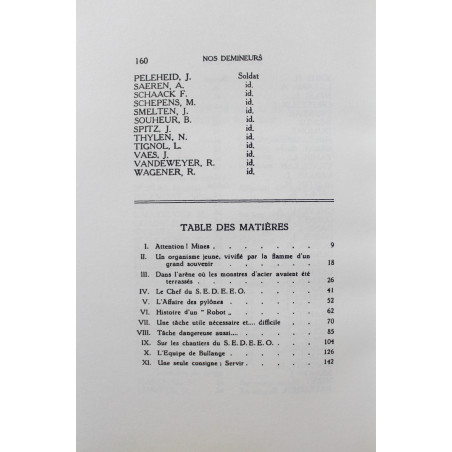 160 NOS DEMINEURS
PELEHEID, J. Soldat
SAEREN, A. id.
SCHAACK F. id.
SCHEPENS, M. id.
SMELTEN, J. id.
SOUHEUR, B. id.
SPITZ, J. id.
THYLEN, N. id.
TIGNOL, L. id.
VAES, J. id.
VANDEWEYER, R. id.
WAGENER, R. id.
TABLE DES MATIÈRES
I. Attention! Mines . . . . . . . 9
II. Un organisme jeune, vivifié par la flamme d'un
grand souvenir . . . . . . 18
III. Dans l'arène où les monstres d'acier avaient été
terrassés . . . . . . . 26
IV. Le Chef du S. E. D. E. E. O. . . . . . 41
V. L'Affaire des pylônes . . . . . . 52
VI. Histoire d'un " Robot „ . . . . . . 62
VII. Une tâche utile nécessaire et.... difficile . . 70
VIII. Tâche dangereuse aussi.... . . . . . 85
IX. Sur les chantiers du S. E. D. E. E. O. . . . 104
X. L'Equipe de Bullange . . . . . . 126
XI. Une seule consigne : Servir . . . . . 142